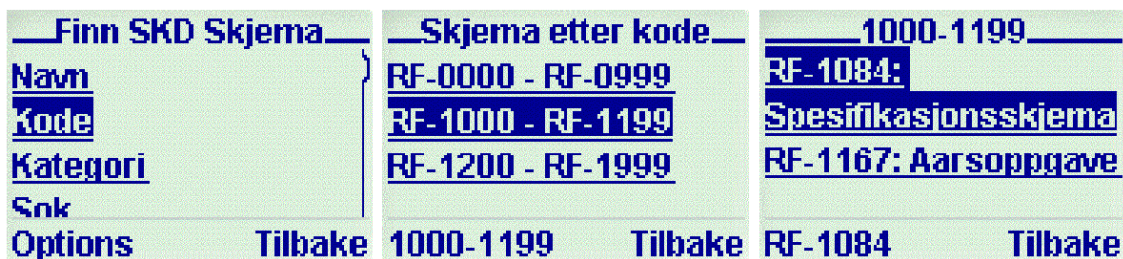 Finn SKD Skjema
Navn
Kode
Kategori
Sok
Options Tilbake
Skjema etter kode
RF-0000 - RF-0999
RF-1000 - RF-1199
RF-1200 - RF-1999
1000-1199 Tilbake
1000-1199
RF-1084:
Spesifikasjonsskjema
RF-1167: Aarsoppgave
RF-1084 Tilbake